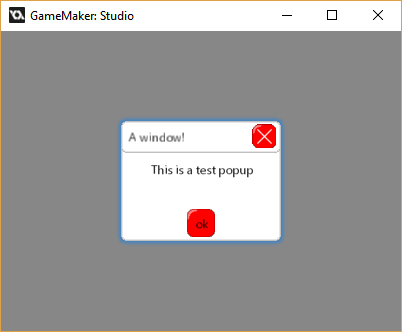 GameMaker: Studio
A window!
This is a test popup
ok